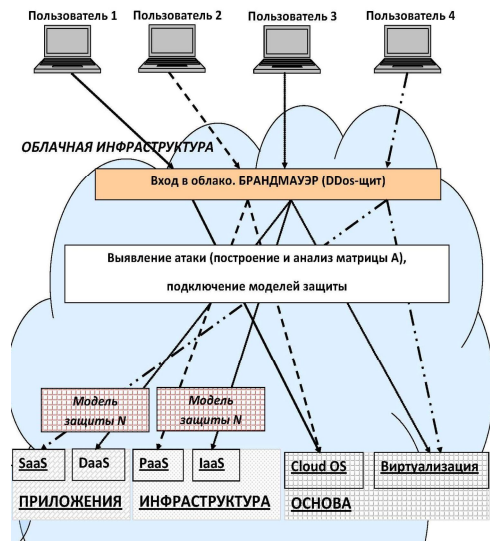 Пользователь 1 Пользователь 2 Пользователь 3 Пользователь 4
ОБЛАЧНАЯ ИНФРАСТРУКТУРА
Вход в облако. БРАНДМАУЭР (DDos-щит)
Выявление атаки (построение и анализ матрицы А),
подключение моделей защиты
Модель
защиты N
Модель
защиты N
SaaS DaaS PaaS IaaS Cloud OS Виртуализация
ПРИЛОЖЕНИЯ ИНФРАСТРУКТУРА ОСНОВА